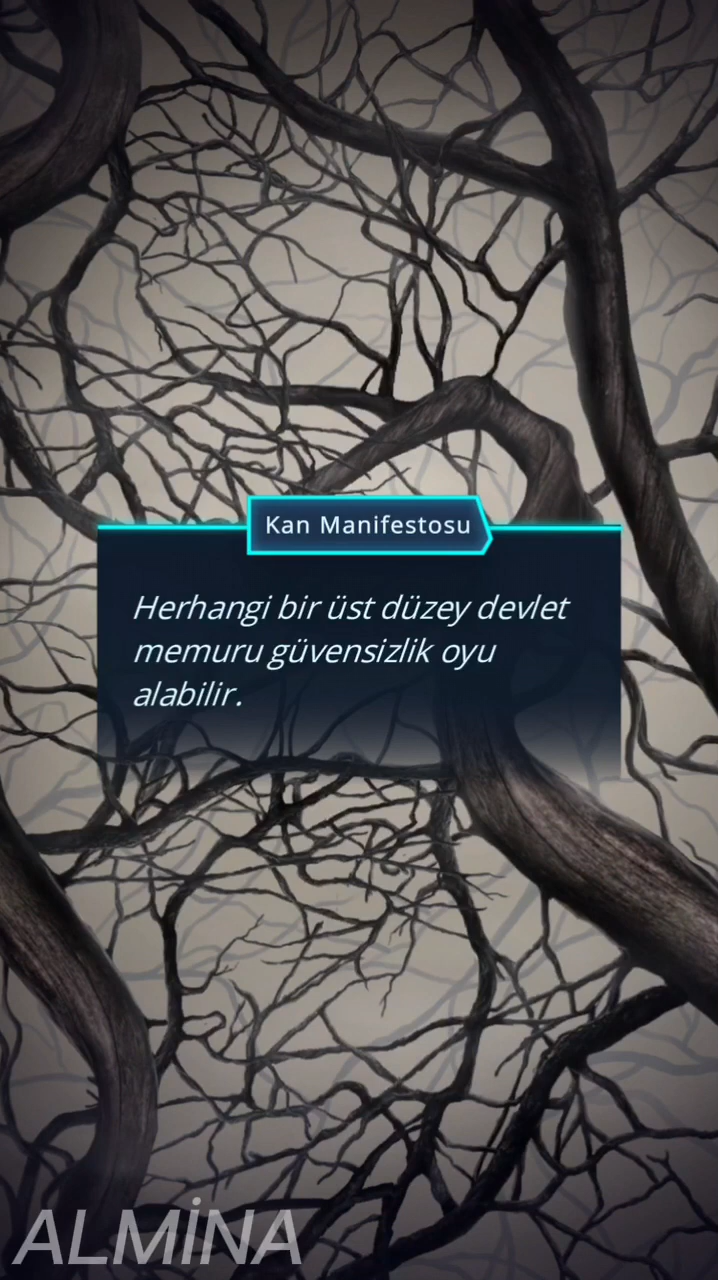 Kan Manifestosu
Herhangi bir üst düzey devlet
memuru güvensizlik oyu
alabilir.
ALMİNA